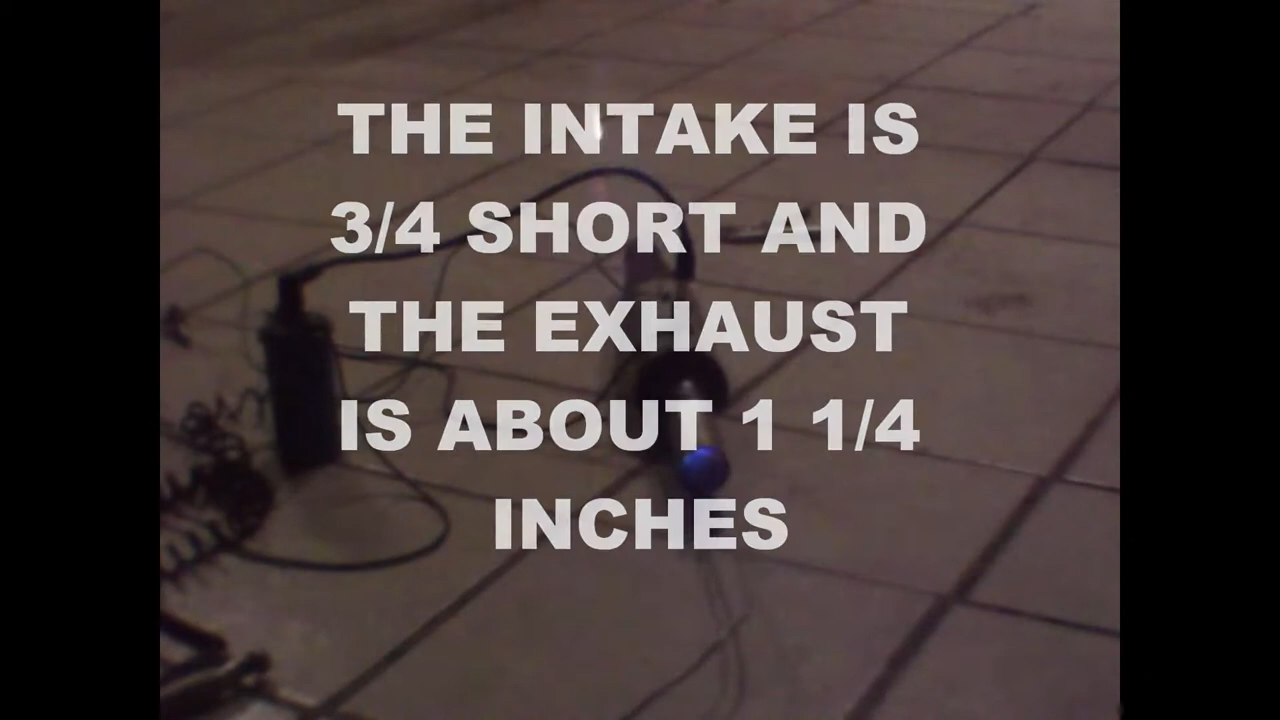 THE INTAKE IS
3/4 SHORT AND
THE EXHAUST
IS ABOUT 1 1/4
INCHES